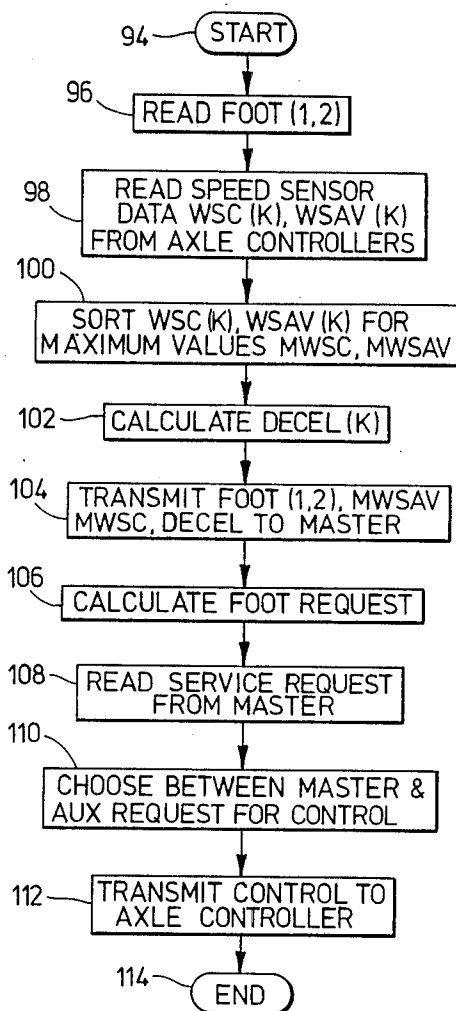 94
START
96
READ FOOT (1,2)
98
READ SPEED SENSOR
DATA WSC (K), WSAV (K)
FROM AXLE CONTROLLERS
100
SORT WSC(K), WSAV (K) FOR
MAXIMUM VALUES MWSC, MWSAV
102
CALCULATE DECEL (K)
104
TRANSMIT FOOT (1,2), MWSAV
MWSC, DECEL TO MASTER
106
CALCULATE FOOT REQUEST
108
READ SERVICE REQUEST
FROM MASTER
110
CHOOSE BETWEEN MASTER &
AUX REQUEST FOR CONTROL
112
TRANSMIT CONTROL TO
AXLE CONTROLLER
114
END